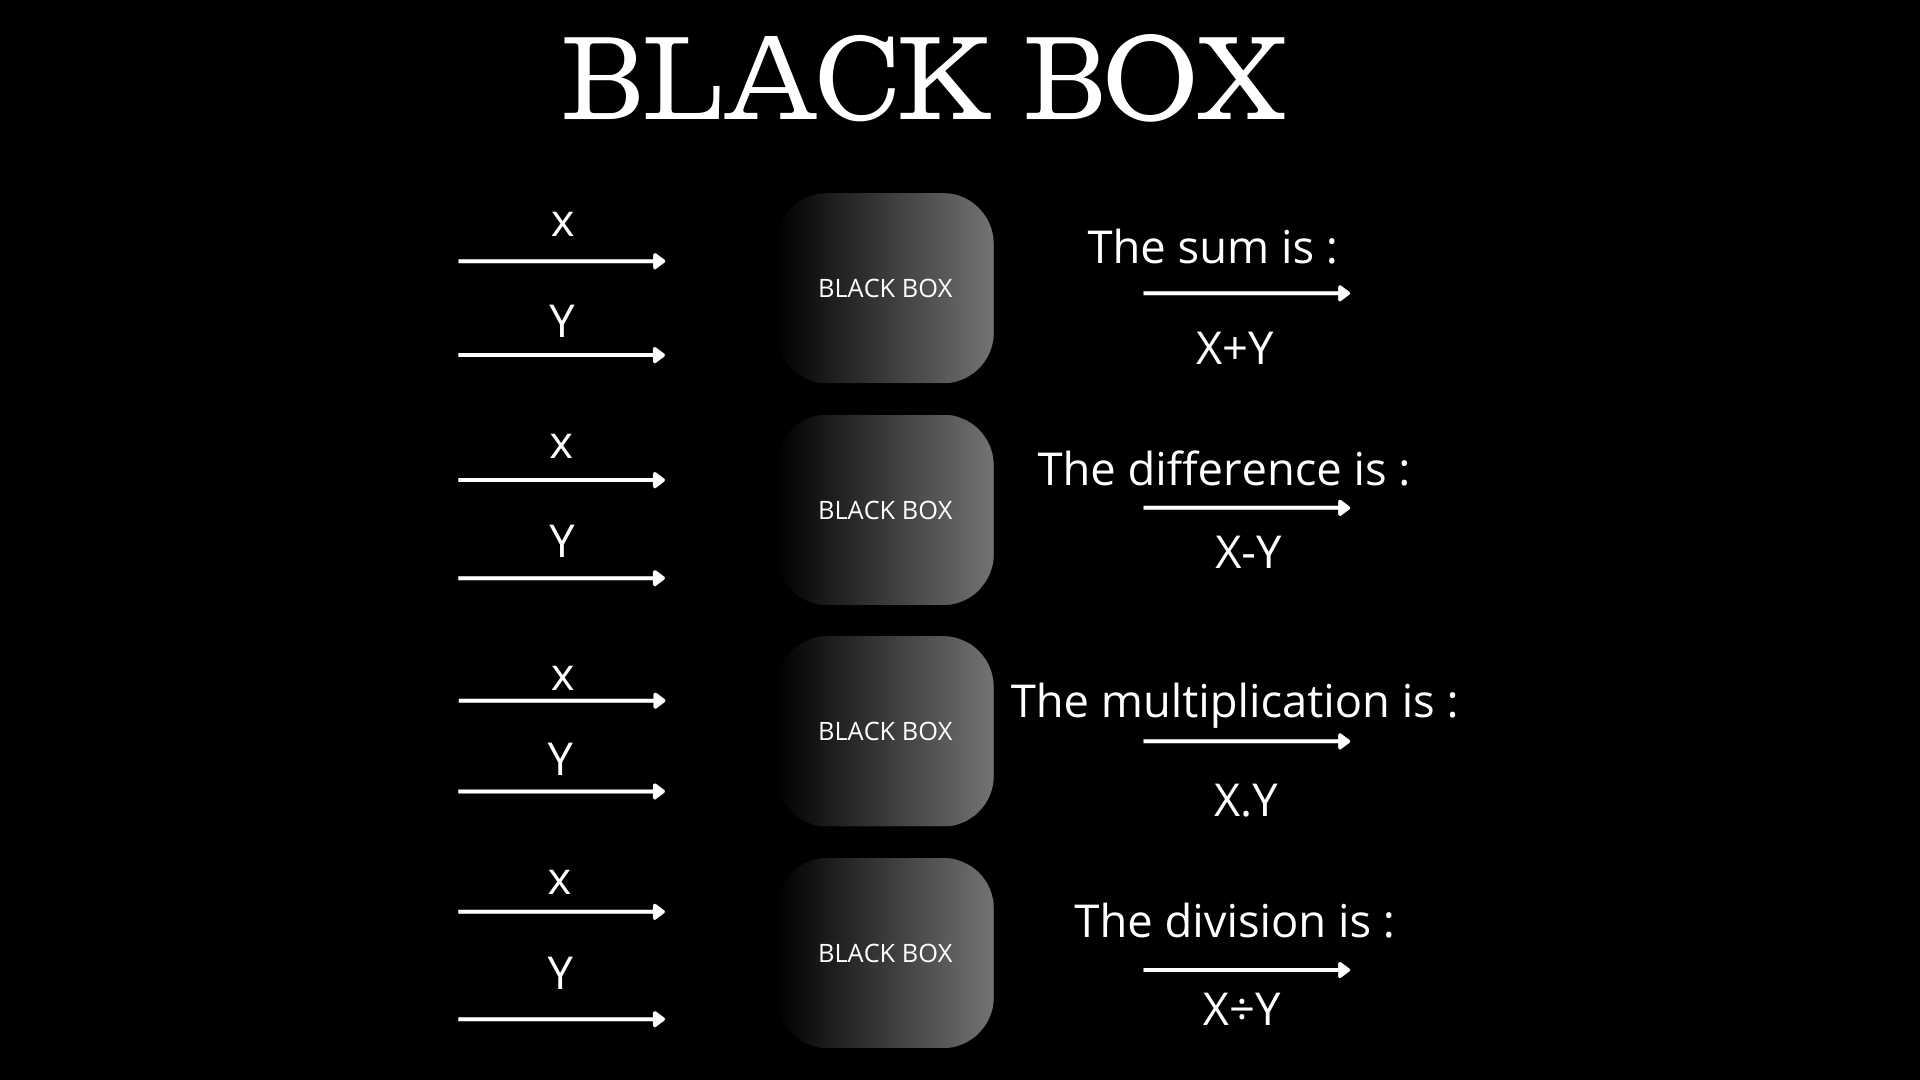 BLACK BOX
x
Y
BLACK BOX
The sum is :
X+Y
x
Y
BLACK BOX
The difference is :
X-Y
x
Y
BLACK BOX
The multiplication is :
X.Y
x
Y
BLACK BOX
The division is :
X÷Y